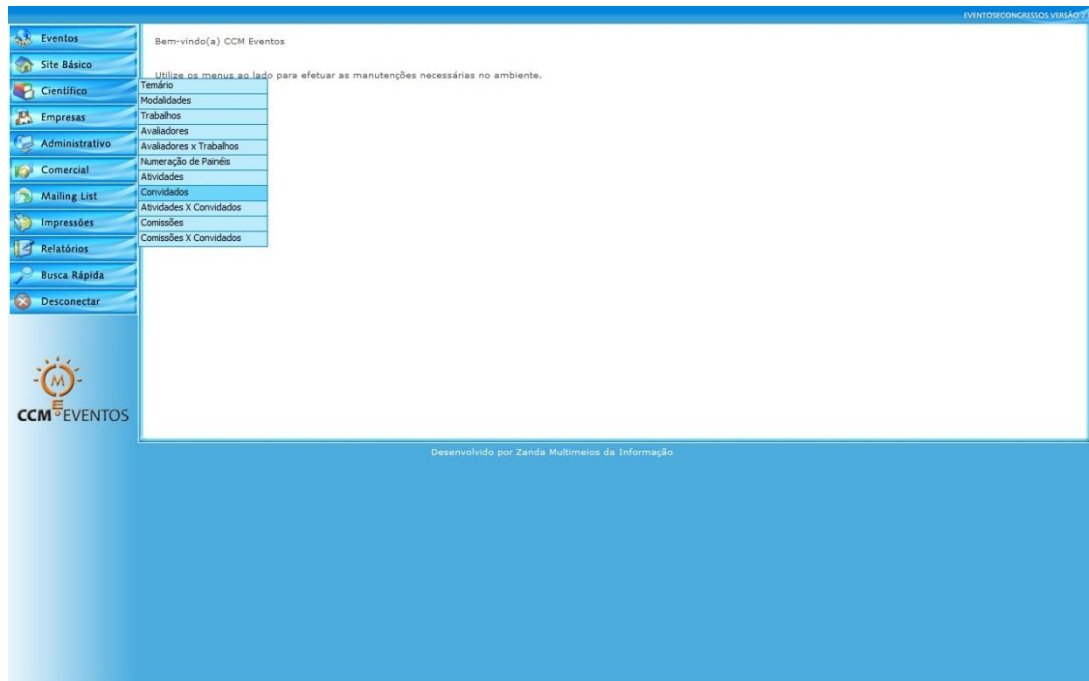 EVENTOSECONGRESSOS VERSÃO 2
Eventos
Site Básico
Científico
Empresas
Administrativo
Comercial
Mailing List
Impressões
Relatórios
Busca Rápida
Desconectar
Bem-vindo(a) CCM Eventos
Utilize os menus ao lado para efetuar as manutenções necessárias no ambiente.
Temário
Modalidades
Trabalhos
Avaliadores
Avaliadores x Trabalhos
Numeração de Painéis
Atividades
Convidados
Atividades X Convidados
Comissões
Comissões X Convidados
M
CCM EVENTOS
Desenvolvido por Zanda Multimeios da Informação